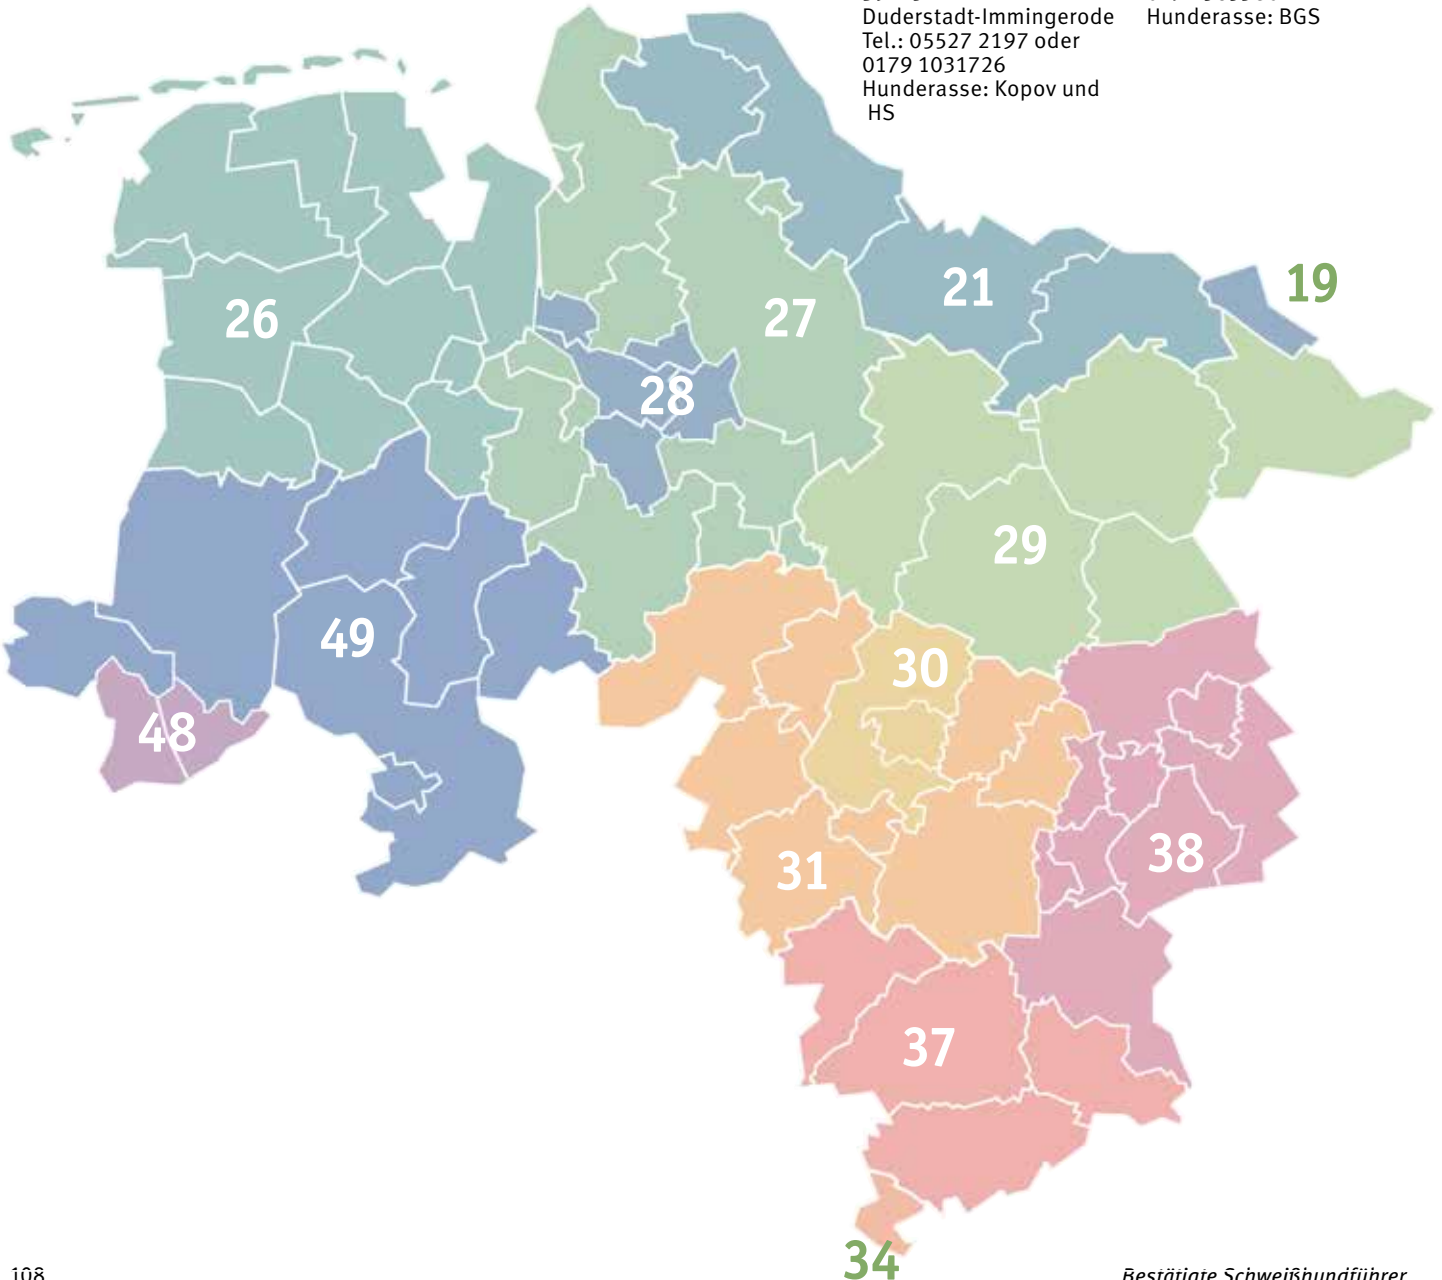 Duderstadt-Immingerode
Tel.: 05527 2197 oder
0179 1031726
Hunderasse: Kopov und
HS
Hunderasse: BGS
19
21
26
27
28
29
49
30
48
31
38
37
34
108
Bestätigte Schweißhundführer